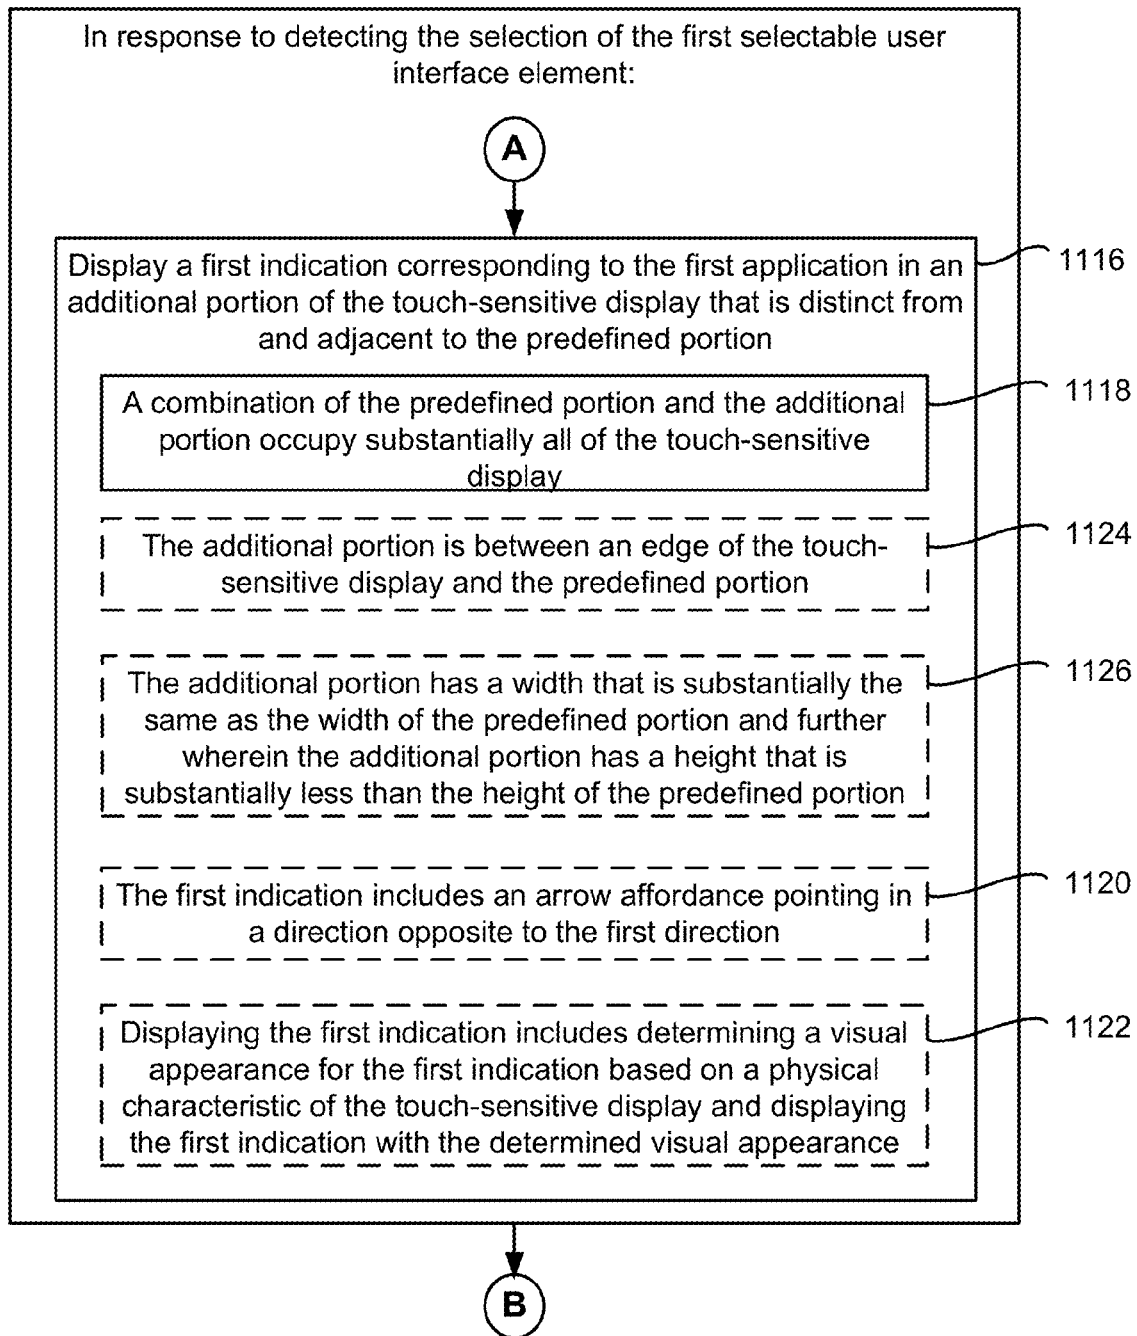 In response to detecting the selection of the first selectable user
interface element:
A
Display a first indication corresponding to the first application in an
additional portion of the touch-sensitive display that is distinct from
and adjacent to the predefined portion
1116
A combination of the predefined portion and the additional
portion occupy substantially all of the touch-sensitive
display
1118
The additional portion is between an edge of the touch-
sensitive display and the predefined portion
1124
The additional portion has a width that is substantially the
same as the width of the predefined portion and further
wherein the additional portion has a height that is
substantially less than the height of the predefined portion
1126
The first indication includes an arrow affordance pointing in
a direction opposite to the first direction
1120
Displaying the first indication includes determining a visual
appearance for the first indication based on a physical
characteristic of the touch-sensitive display and displaying
the first indication with the determined visual appearance
1122
B